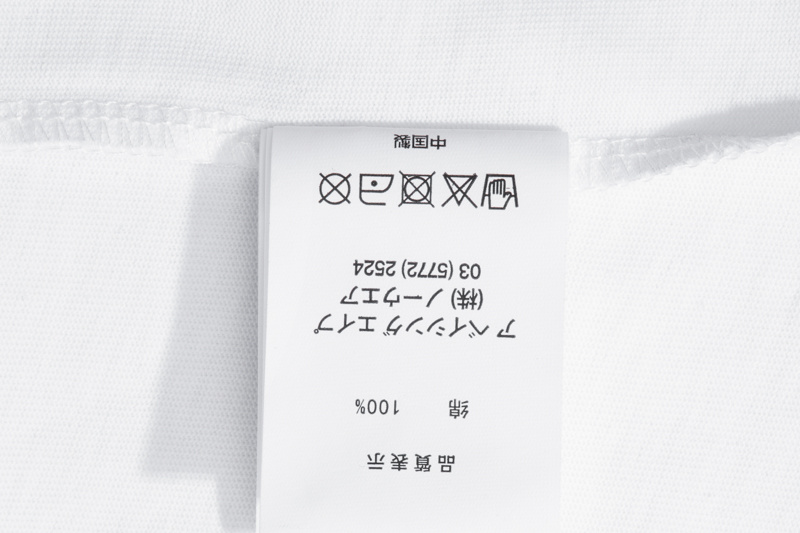 品質表示
绵 100%
アベイシングエイプ
(株) ノーウエア
03 (5772) 2524
中国製